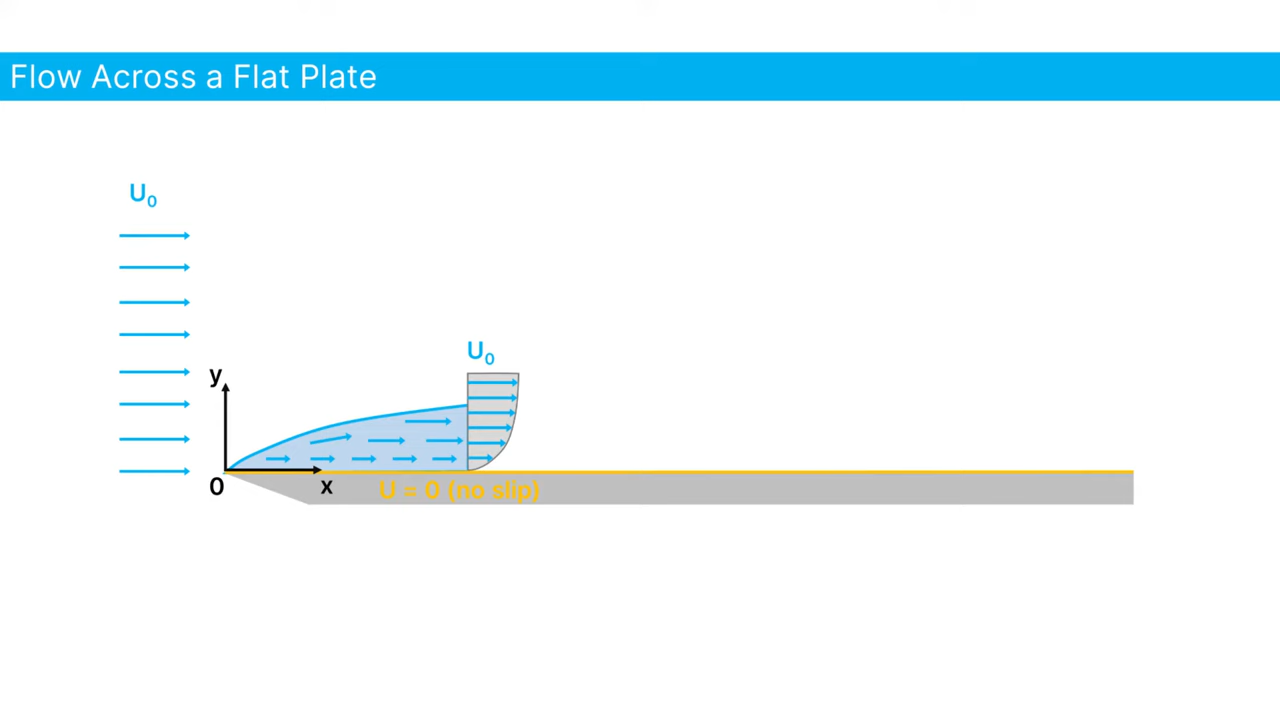 Flow Across a Flat Plate
U₀
U₀
y
0
x
U = 0 (no slip)